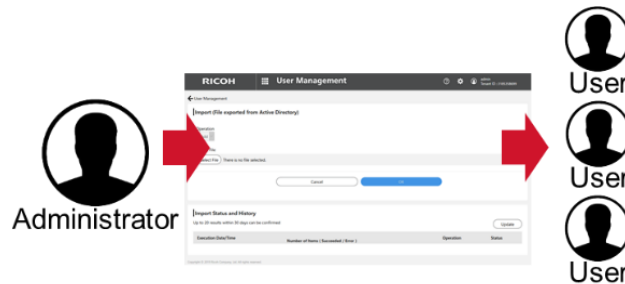 Administrator
RICOH User Management
admin
User Management
Import (File exported from Active Directory)
Operation
Select File There is no file selected.
Cancel OK
Import Status and History
Up to 20 results within 30 days can be confirmed
Update
Execution Date/Time Number of Items ( Succeeded / Error ) Operation Status
User
User
User